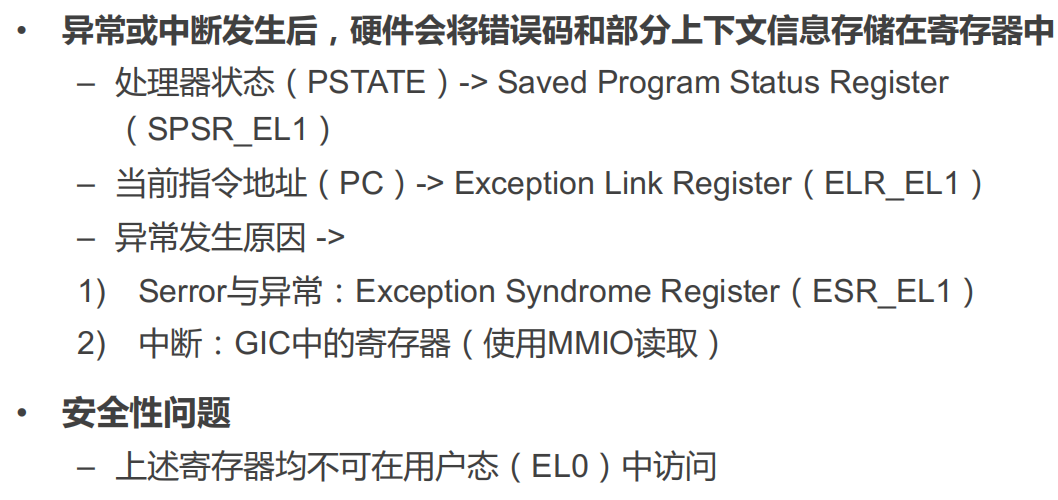 • 异常或中断发生后，硬件会将错误码和部分上下文信息存储在寄存器中
– 处理器状态（PSTATE）-> Saved Program Status Register
（SPSR_EL1）
– 当前指令地址（PC）-> Exception Link Register（ELR_EL1）
– 异常发生原因 ->
1) Serror与异常：Exception Syndrome Register（ESR_EL1）
2) 中断：GIC中的寄存器（使用MMIO读取）
• 安全性问题
– 上述寄存器均不可在用户态（EL0）中访问